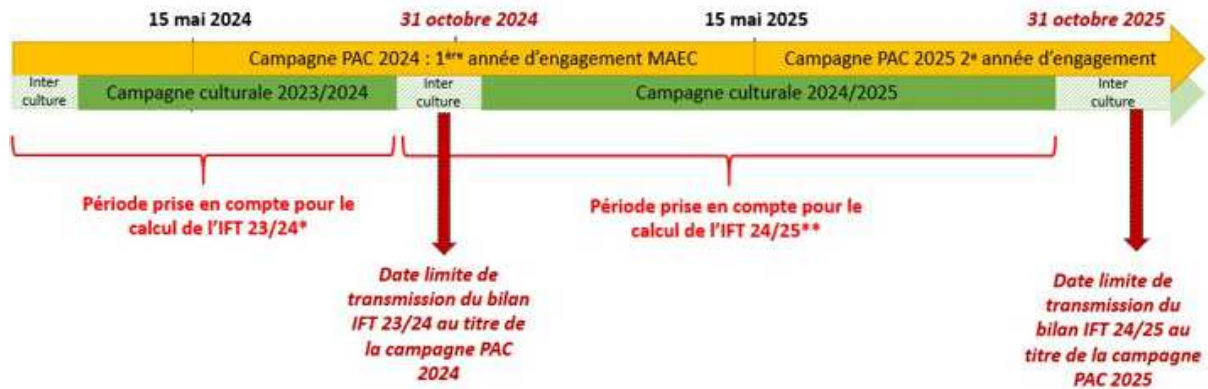 15 mai 2024
31 octobre 2024
15 mai 2025
31 octobre 2025
Campagne PAC 2024 : 1ère année d'engagement MAEC
Campagne PAC 2025 2e année d'engagement
Inter
culture
Campagne culturale 2023/2024
Inter
culture
Campagne culturale 2024/2025
Inter
culture
Période prise en compte pour le
calcul de l'IFT 23/24*
Période prise en compte pour le
calcul de l'IFT 24/25**
Date limite de
transmission du bilan
IFT 23/24 au titre de
la campagne PAC
2024
Date limite de
transmission du
bilan IFT 24/25 au
titre de la campagne
PAC 2025